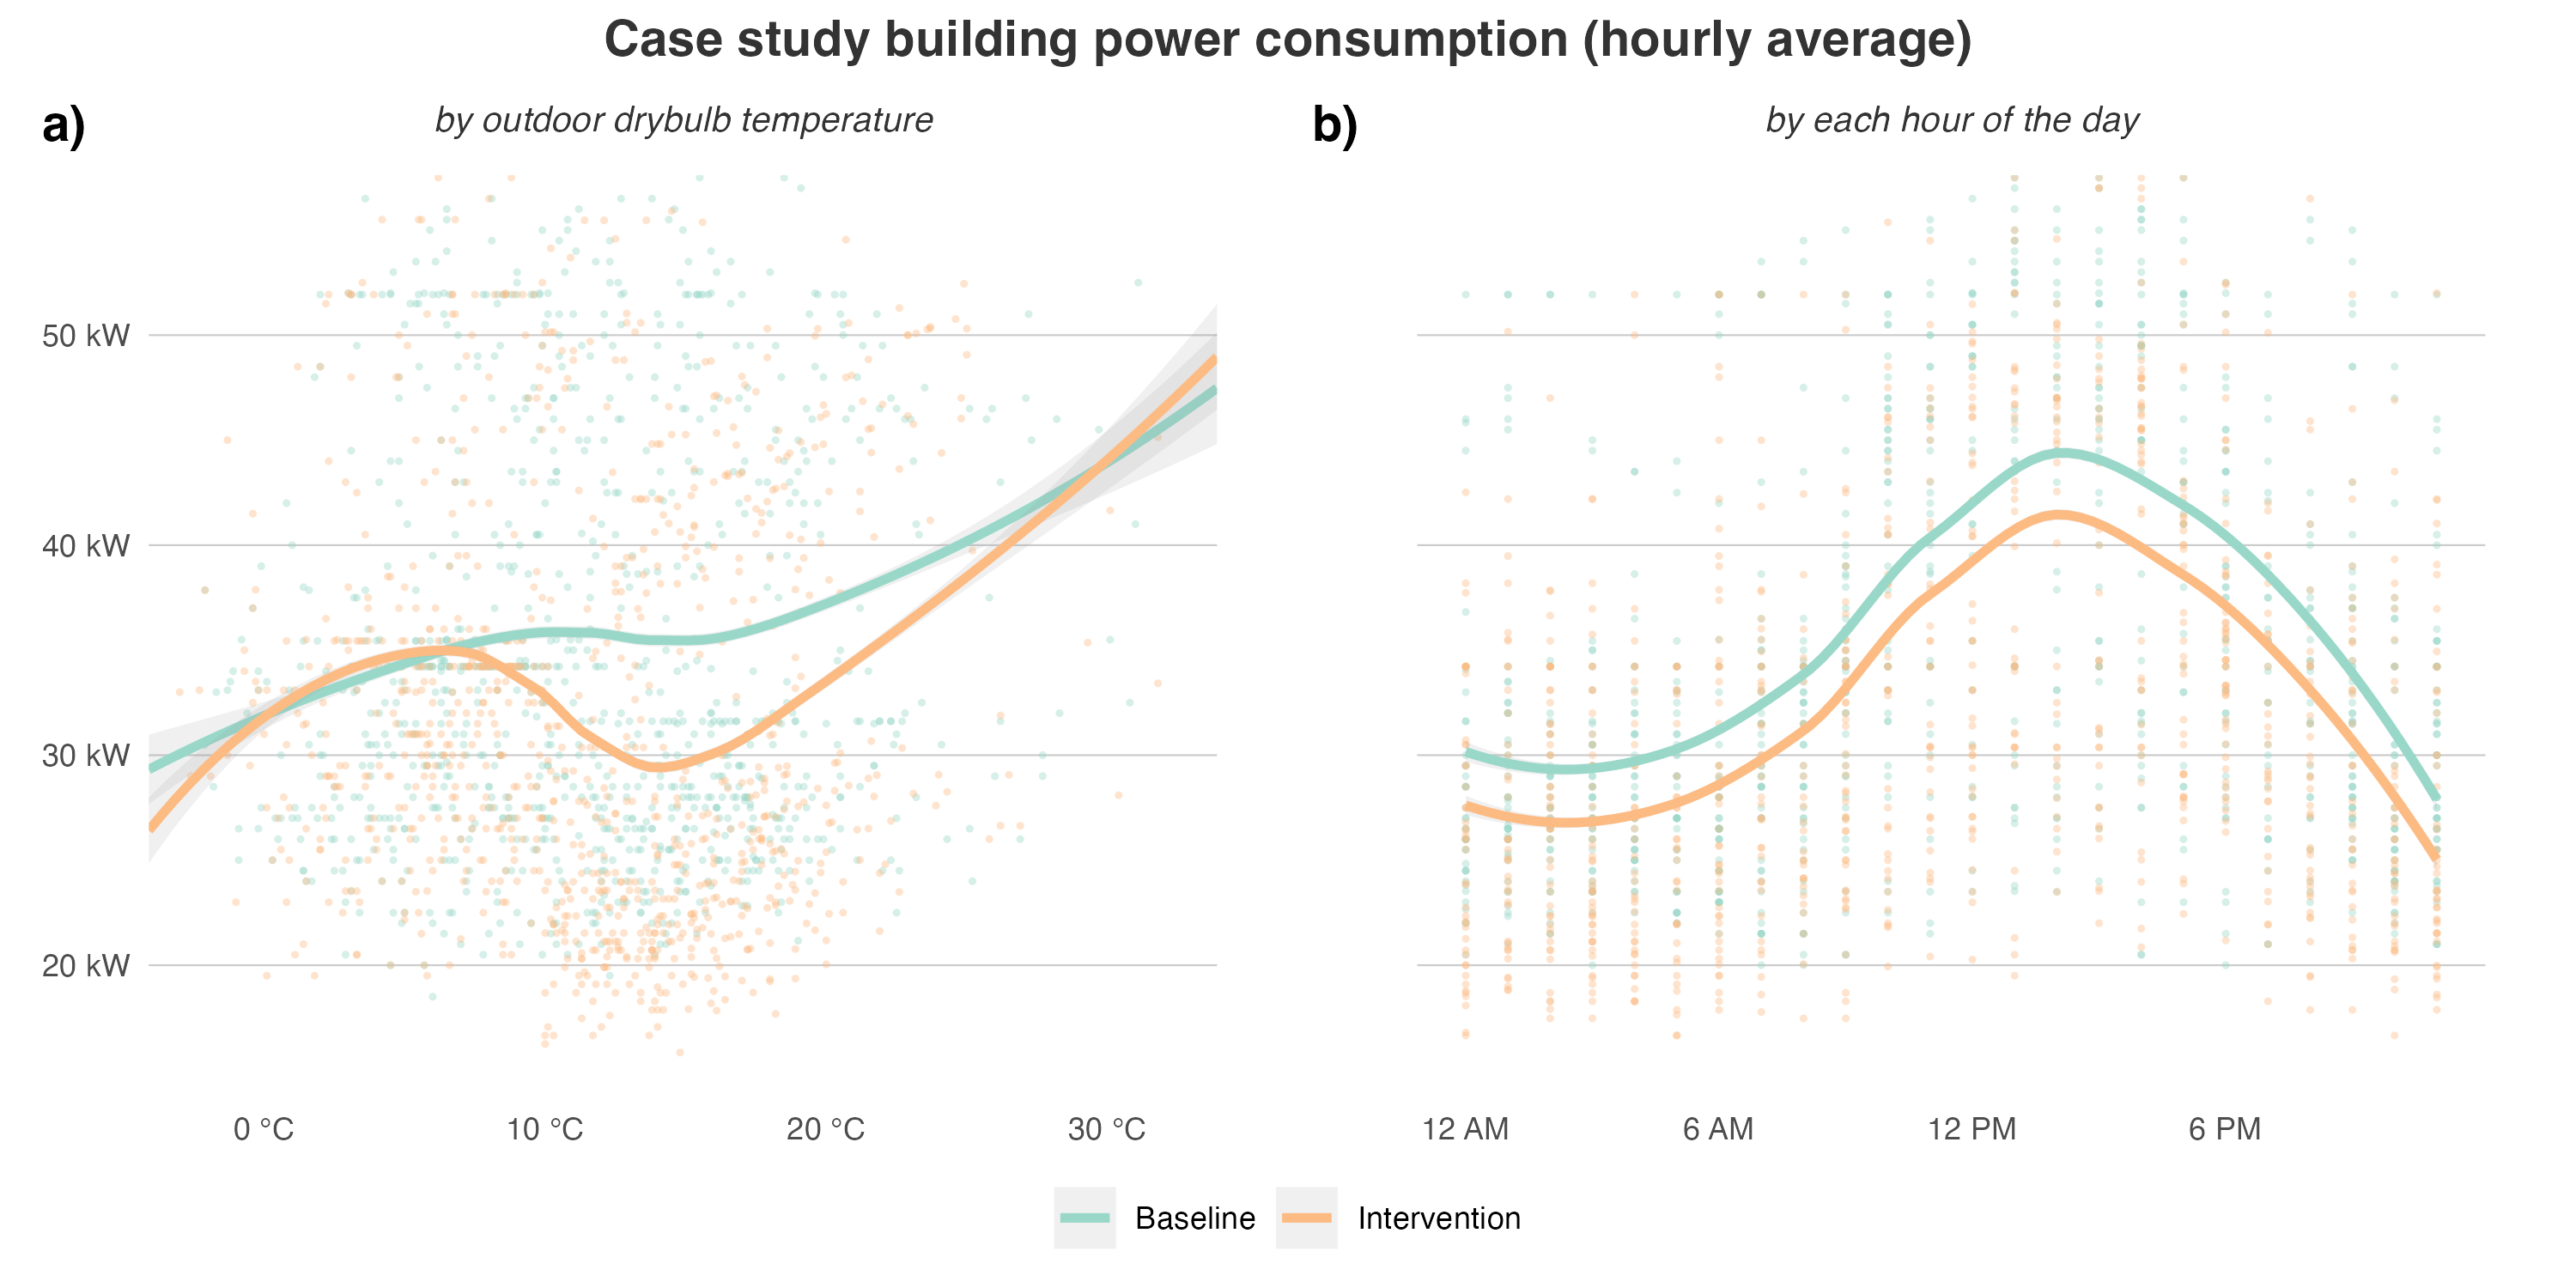 Case study building power consumption (hourly average)
a)
by outdoor drybulb temperature
50 kW
40 kW
30 kW
20 kW
0 °C
10 °C
20 °C
30 °C
b)
by each hour of the day
12 AM
6 AM
12 PM
6 PM
Baseline
Intervention